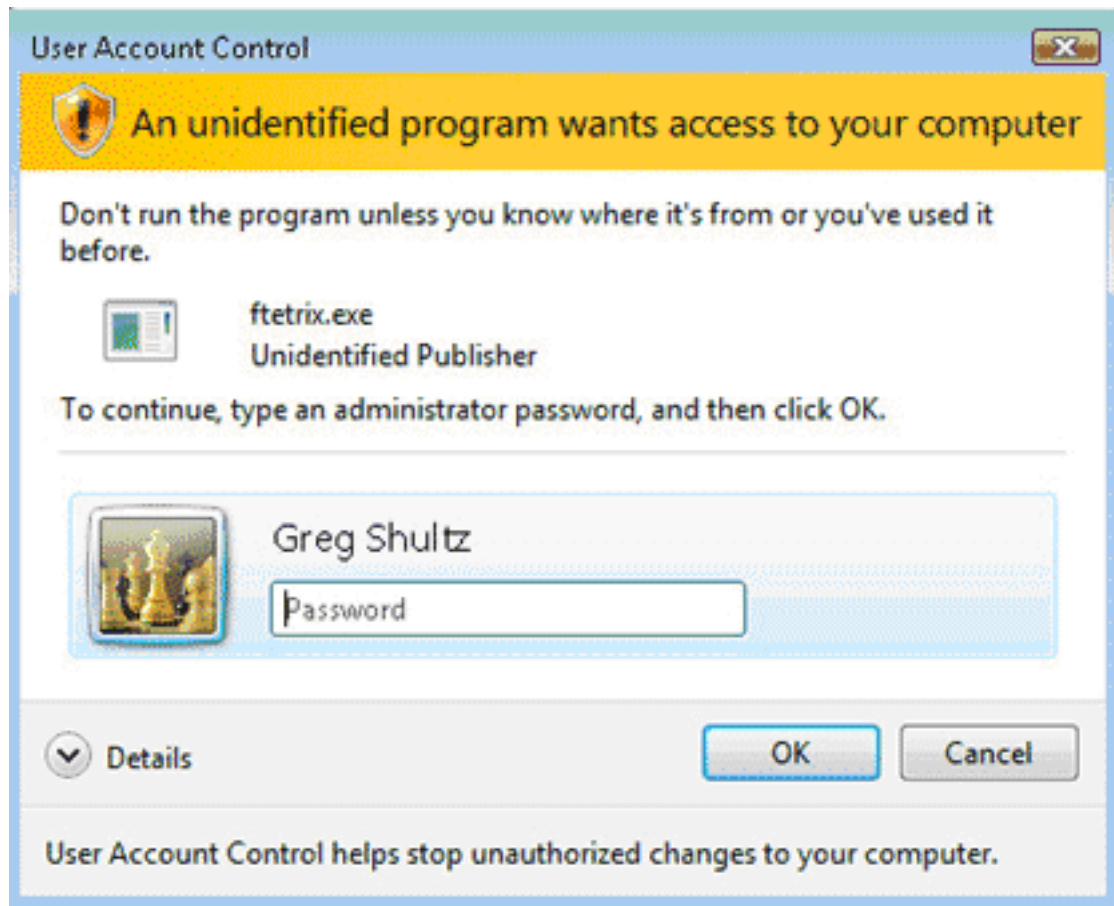 User Account Control
An unidentified program wants access to your computer
Don't run the program unless you know where it's from or you've used it
before.
ftetrix.exe
Unidentified Publisher
To continue, type an administrator password, and then click OK.
Greg Shultz
Password
Details
OK
Cancel
User Account Control helps stop unauthorized changes to your computer.